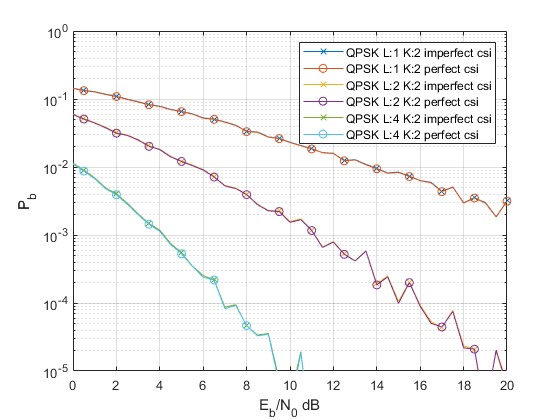 10^0
QPSK L:1 K:2 imperfect csi
QPSK L:1 K:2 perfect csi
QPSK L:2 K:2 imperfect csi
QPSK L:2 K:2 perfect csi
QPSK L:4 K:2 imperfect csi
QPSK L:4 K:2 perfect csi
10^-1
10^-2
P_b
10^-3
10^-4
10^-5
0 2 4 6 8 10 12 14 16 18 20
E_b/N_0 dB